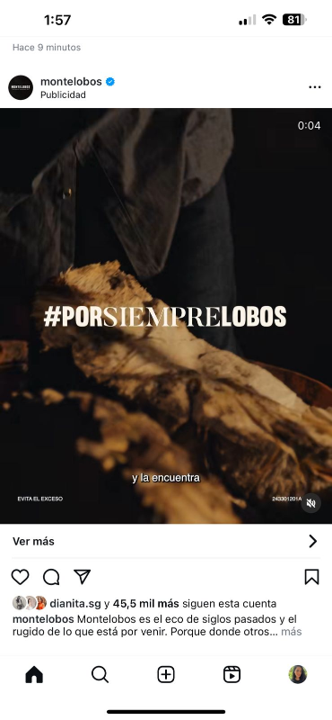 1:57
81
Hace 9 minutos
montelobos
Publicidad
0:04
#PORSIEMPRELOBOS
y la encuentra
EVITA EL EXCESO
243301201A
Ver más
dianita.sg y 45,5 mil más siguen esta cuenta
montelobos Montelobos es el eco de siglos pasados y el
rugido de lo que está por venir. Porque donde otros... más